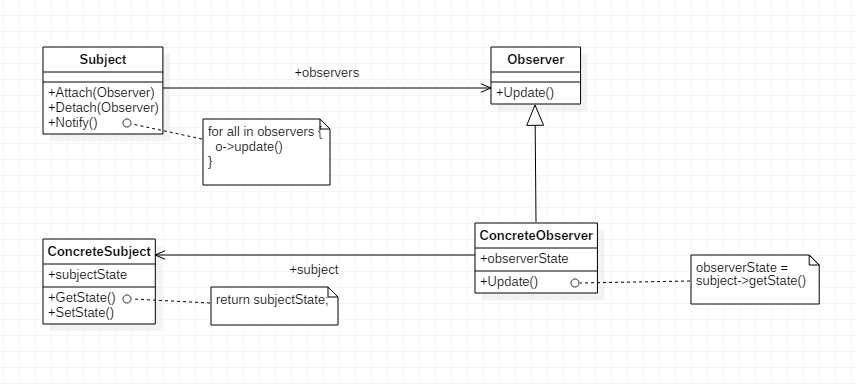 Subject
+Attach(Observer)
+Detach(Observer)
+Notify()
+observers
Observer
+Update()
for all in observers {
o->update()
}
ConcreteSubject
+subjectState
+GetState()
+SetState()
+subject
return subjectState;
ConcreteObserver
+observerState
+Update()
observerState =
subject->getState()